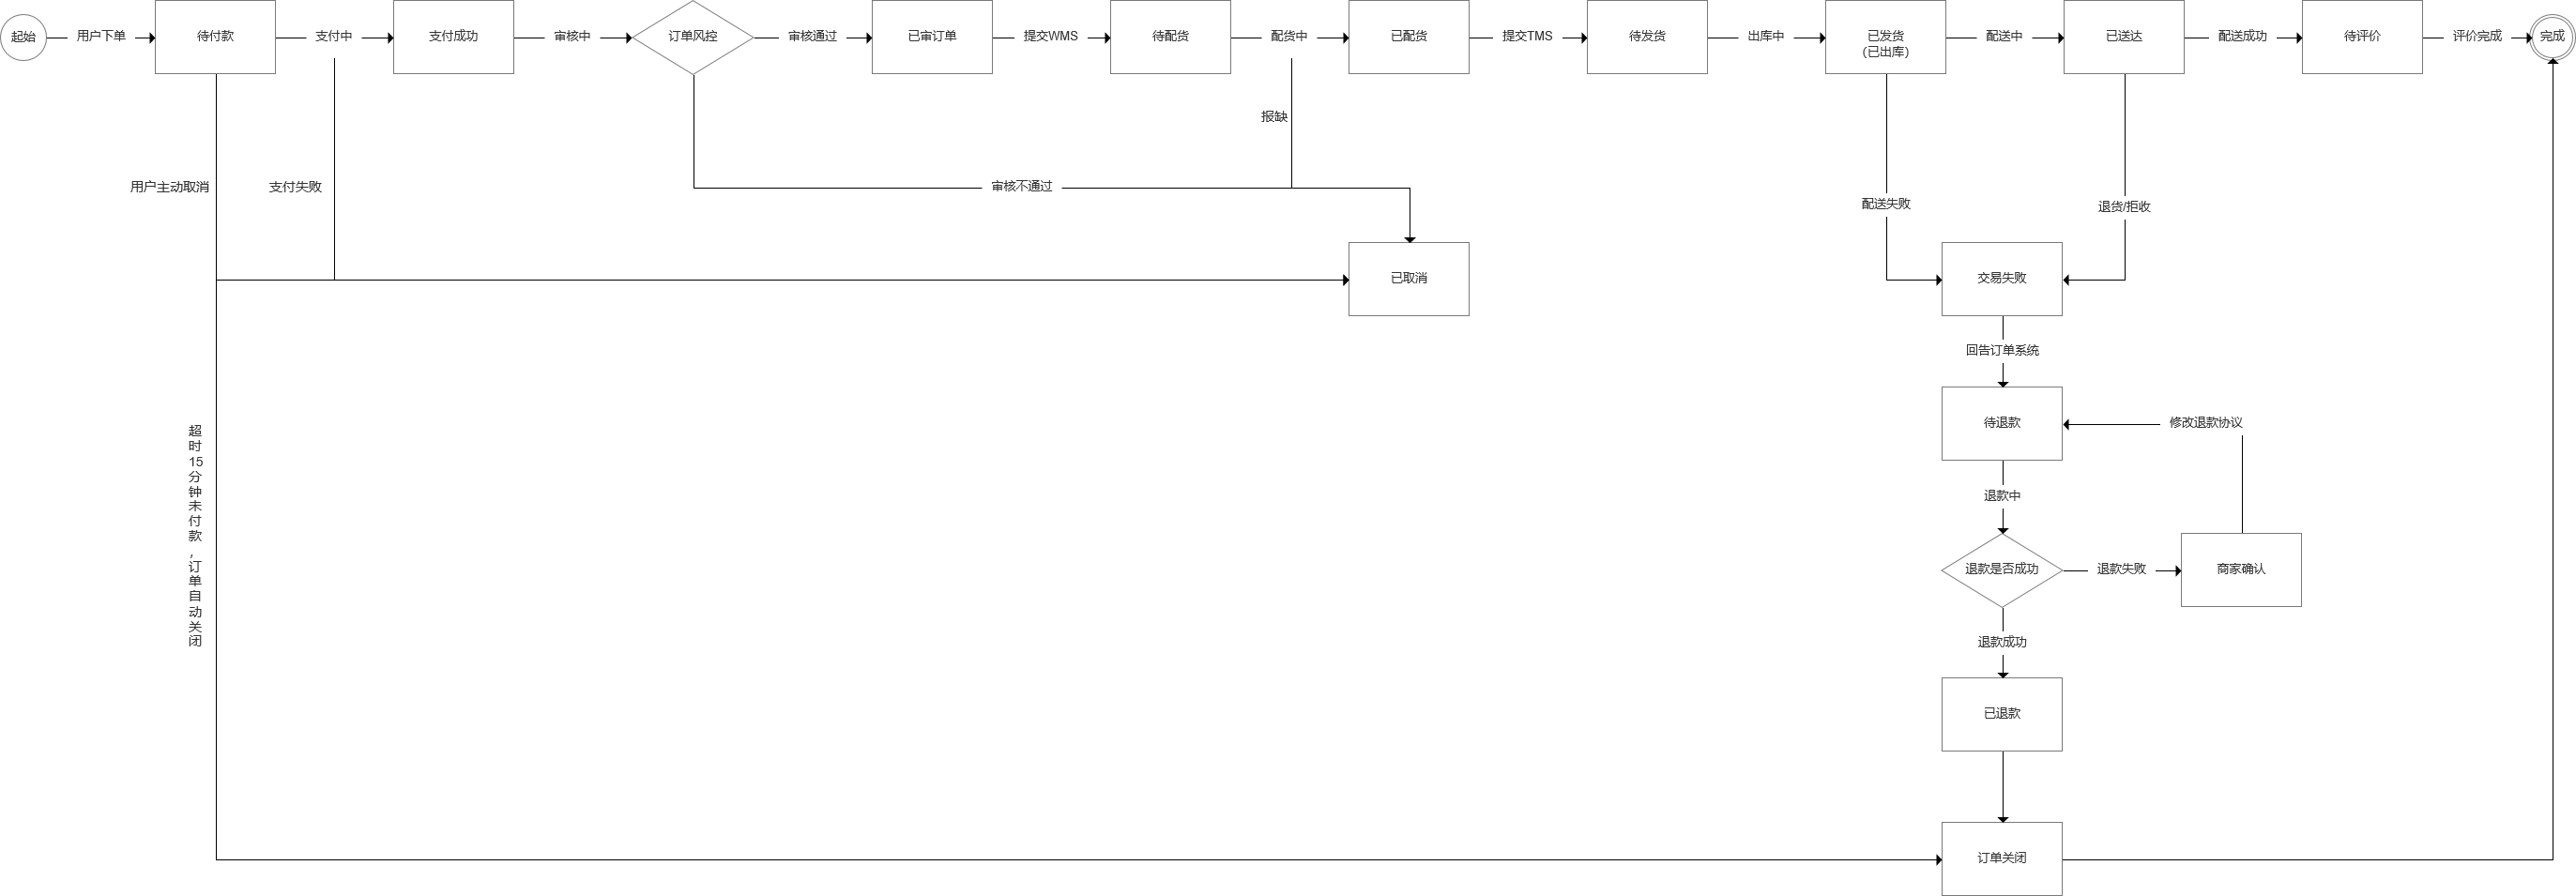 起始
用户下单
待付款
支付中
支付成功
审核中
订单风控
审核通过
已审订单
提交WMS
待配货
配货中
已配货
提交TMS
待发货
出库中
已发货
(已出库)
配送中
已送达
配送成功
待评价
评价完成
完成
报缺
用户主动取消
支付失败
审核不通过
配送失败
退货/拒收
已取消
交易失败
回告订单系统
待退款
修改退款协议
超
时
15
分
钟
未
付
款
,订
单
自
动
关
闭
退款中
退款是否成功
退款失败
商家确认
退款成功
已退款
订单关闭